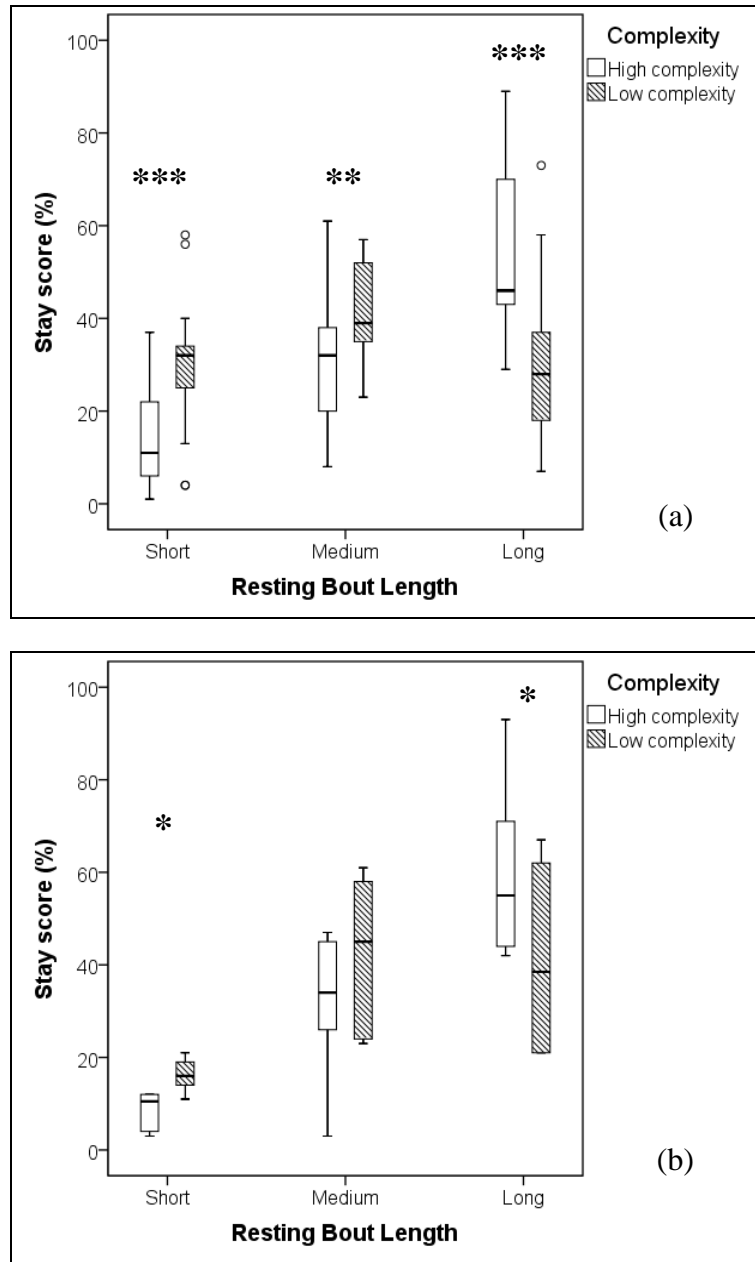 Complexity
High complexity
Low complexity
100
80
60
40
20
0
Stay score (%)
***
**
***
Short
Medium
Long
Resting Bout Length
(a)
Complexity
High complexity
Low complexity
100
80
60
40
20
0
Stay score (%)
*
*
Short
Medium
Long
Resting Bout Length
(b)